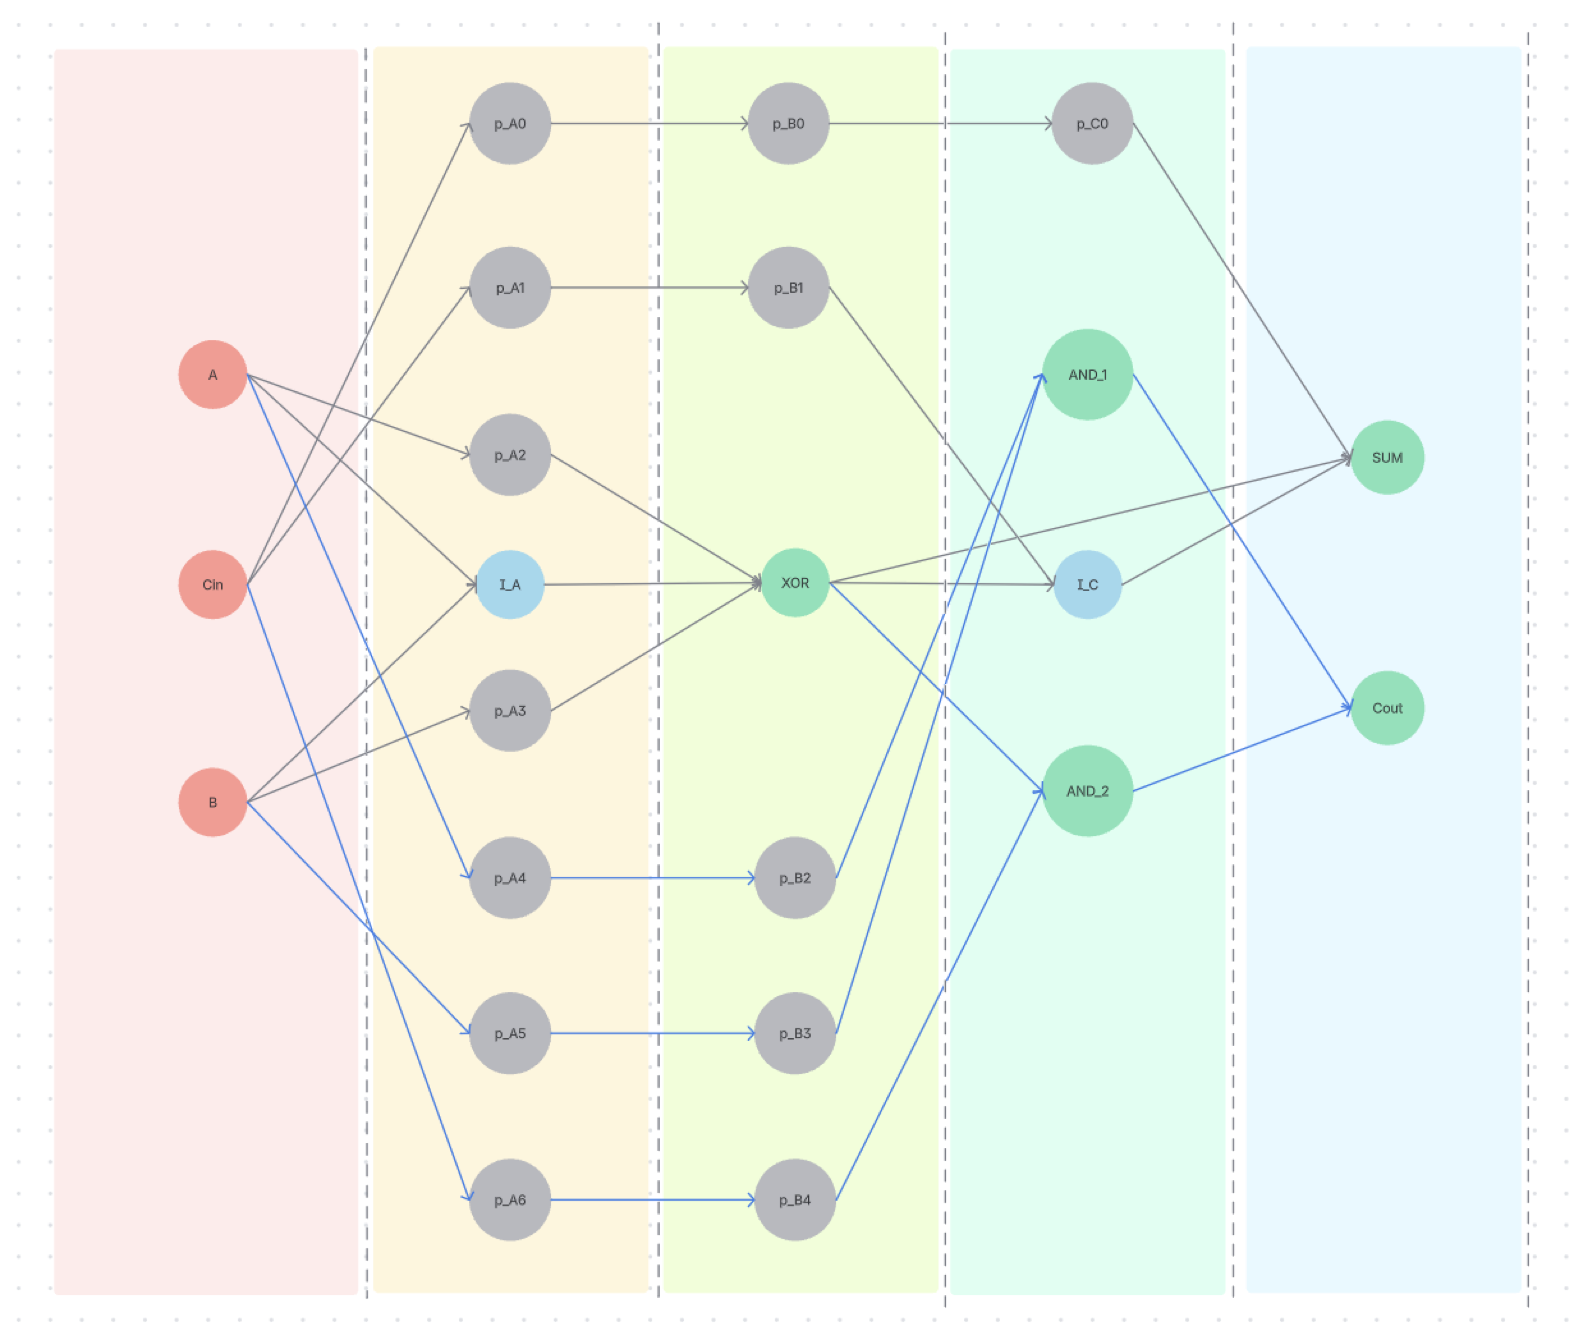 A
Cin
B
p_A0
p_A1
p_A2
I_A
p_A3
p_A4
p_A5
p_A6
p_B0
p_B1
XOR
p_B2
p_B3
p_B4
p_C0
AND_1
I_C
AND_2
SUM
Cout